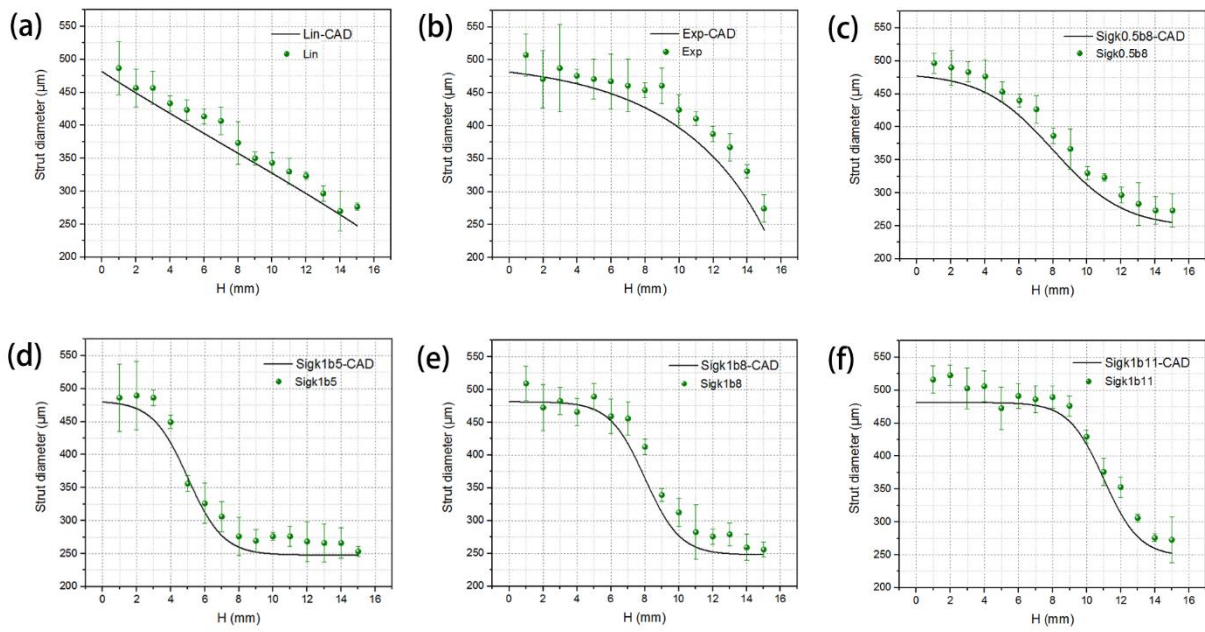 (a)
Strut diameter (μm)
550
500
450
400
350
300
250
200
Lin-CAD
Lin
0 2 4 6 8 10 12 14 16
H (mm)
(b)
Strut diameter (μm)
550
500
450
400
350
300
250
200
Exp-CAD
Exp
0 2 4 6 8 10 12 14 16
H (mm)
(c)
Strut diameter (μm)
550
500
450
400
350
300
250
200
Sigk0.5b8-CAD
Sigk0.5b8
0 2 4 6 8 10 12 14 16
H (mm)
(d)
Strut diameter (μm)
550
500
450
400
350
300
250
200
Sigk1b5-CAD
Sigk1b5
0 2 4 6 8 10 12 14 16
H (mm)
(e)
Strut diameter (μm)
550
500
450
400
350
300
250
200
Sigk1b8-CAD
Sigk1b8
0 2 4 6 8 10 12 14 16
H (mm)
(f)
Strut diameter (μm)
550
500
450
400
350
300
250
200
Sigk1b11-CAD
Sigk1b11
0 2 4 6 8 10 12 14 16
H (mm)